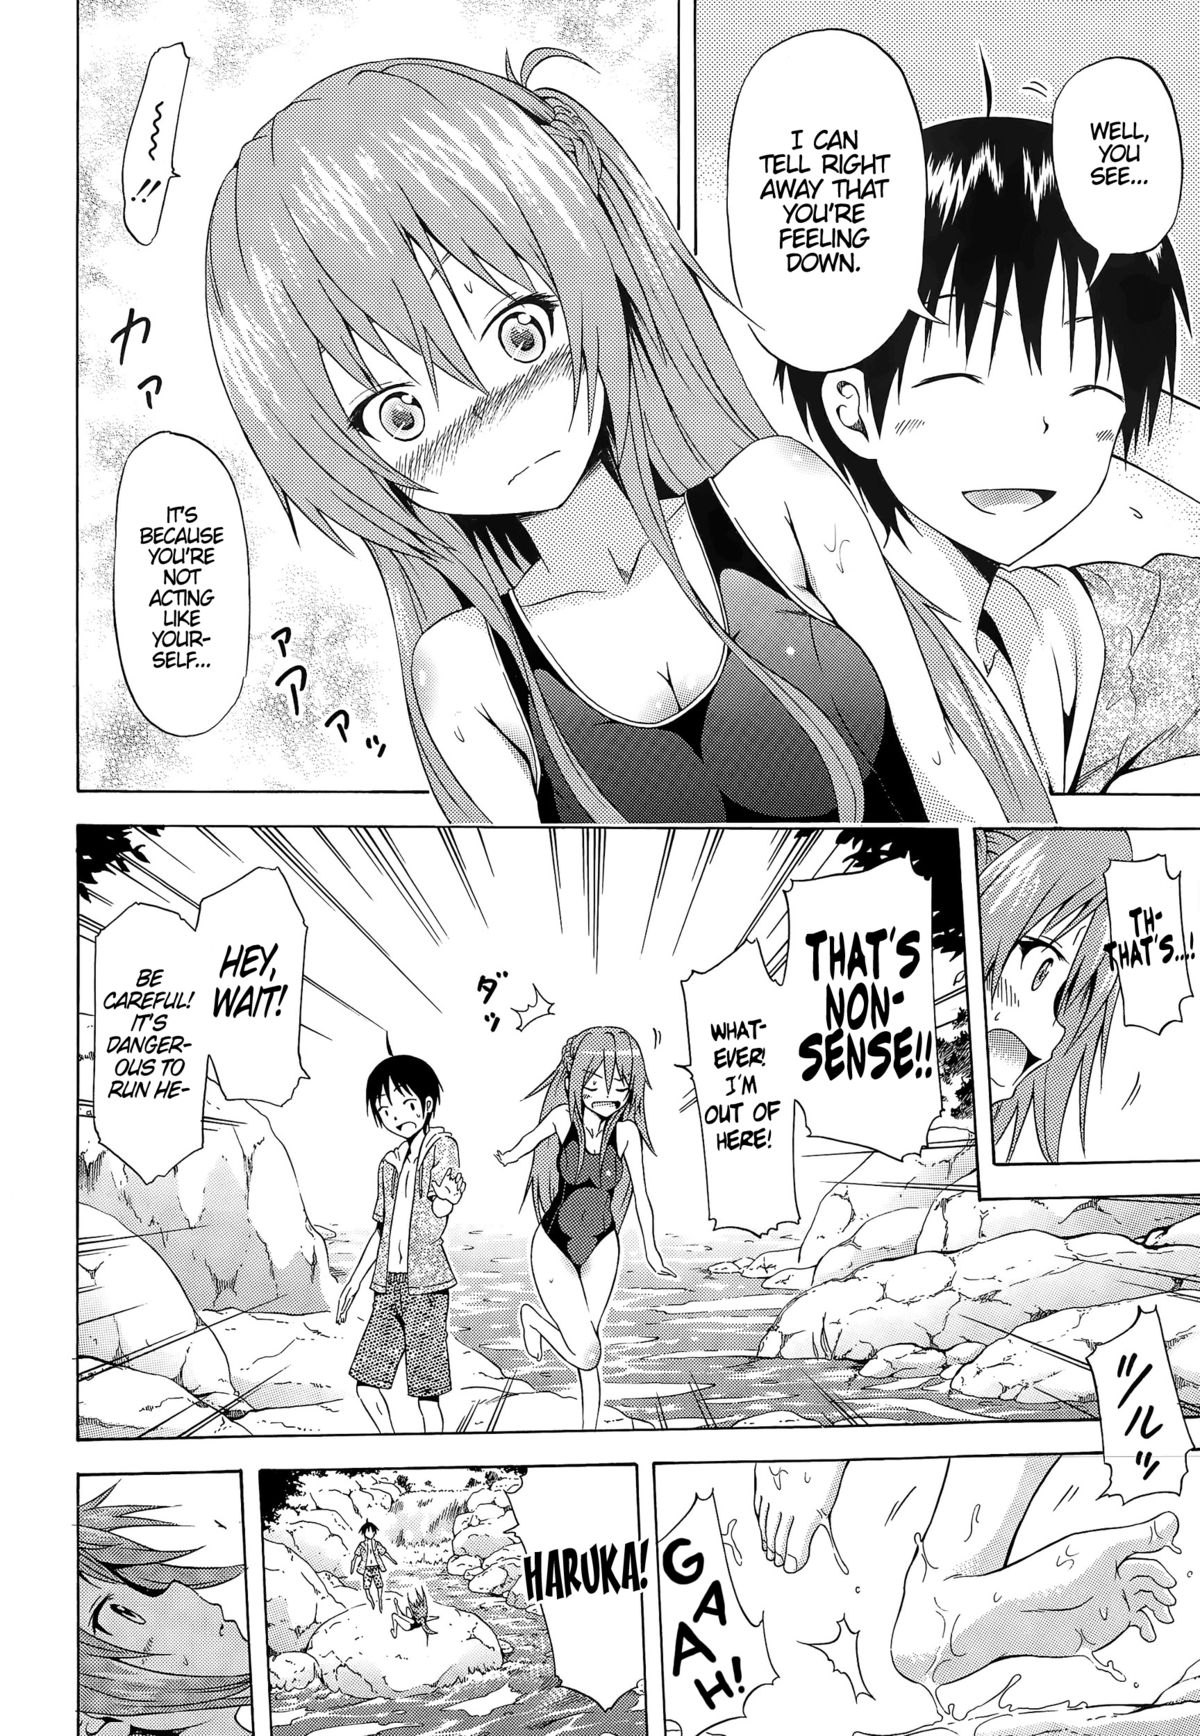 WELL,
YOU
SEE...
I CAN
TELL RIGHT
AWAY THAT
YOU'RE
FEELING
DOWN.
!!
カァァァァッ
IT'S
BECAUSE
YOU'RE
NOT
ACTING
LIKE
YOUR-
SELF...
TH-
THAT'S...!
THAT'S
NON-
SENSE!!
WHAT-
EVER!
I'M
OUT OF
HERE!
ダッ
HEY,
WAIT!
BE
CAREFUL!
IT'S
DANGER-
OUS TO
RUN HE-
ツルッ
GAAH!
HARUKA!